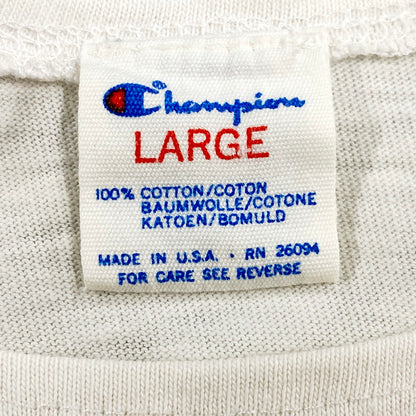 Champion
LARGE
100% COTTON/COTON
BAUMWOLLE/COTONE
KATOEN/BOMULD
MADE IN U.S.A. · RN 26094
FOR CARE SEE REVERSE